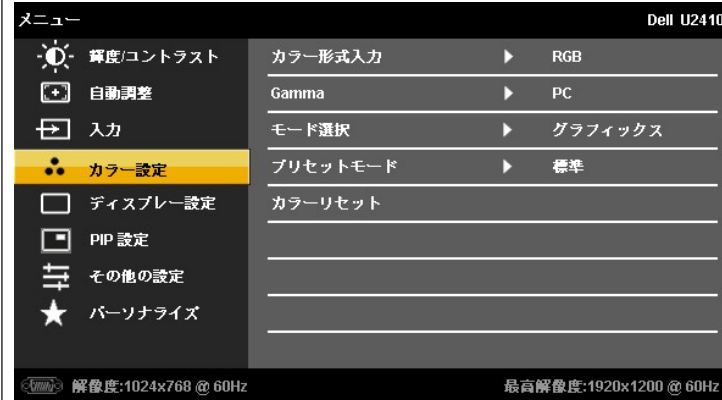 メニュー
Dell U2410
輝度/コントラスト
カラー形式入力
RGB
自動調整
Gamma
PC
入力
モード選択
グラフィックス
カラー設定
プリセットモード
標準
ディスプレー設定
カラーリセット
PIP 設定
その他の設定
パーソナライズ
解像度:1024x768 @ 60Hz
最高解像度:1920x1200 @ 60Hz